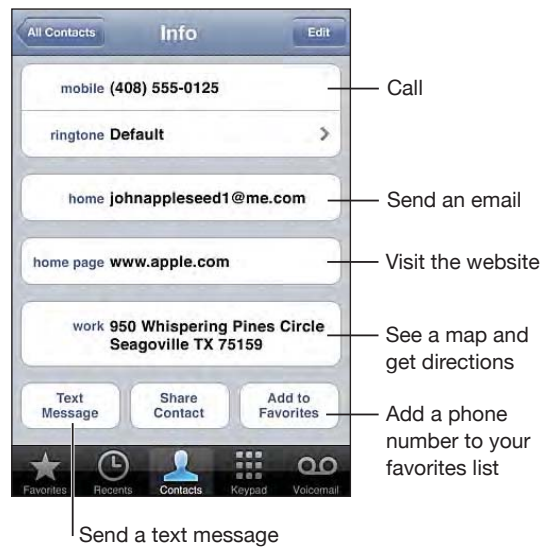 All Contacts Info Edit
mobile (408) 555-0125
Call
ringtone Default
home johnappleseed1@me.com
Send an email
home page www.apple.com
Visit the website
work 950 Whispering Pines Circle
Seagoville TX 75159
See a map and
get directions
Text
Message
Share
Contact
Add to
Favorites
Add a phone
number to your
favorites list
Favorites Recents Contacts Keypad Voicemail
Send a text message